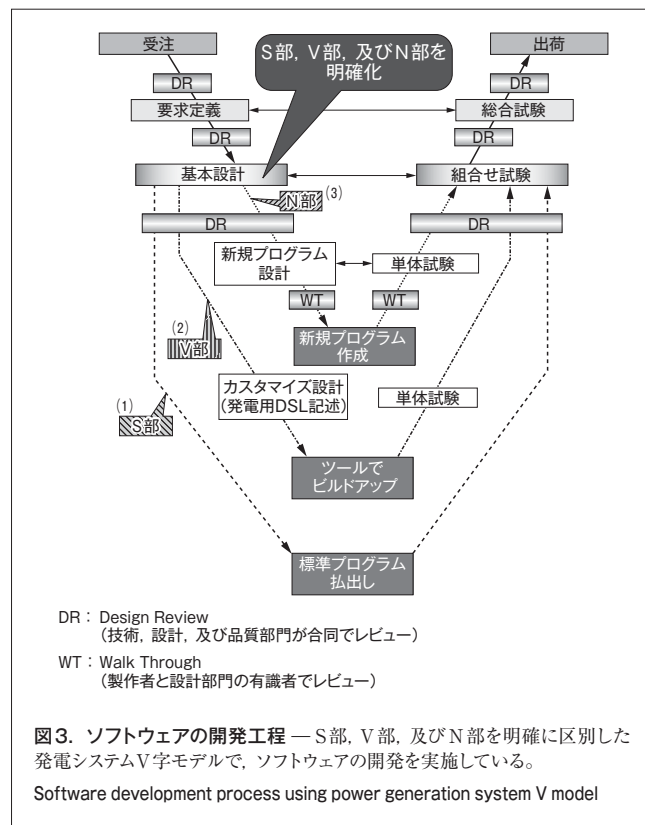 受注
出荷
S部, V部, 及びN部を
明確化
DR
DR
要求定義
総合試験
DR
DR
基本設計
組合せ試験
N部
(3)
DR
DR
新規プログラム
設計
単体試験
WT
WT
(2)
V部
新規プログラム
作成
カスタマイズ設計
(発電用DSL記述)
単体試験
(1)
S部
ツールで
ビルドアップ
標準プログラム
払出し
DR : Design Review
(技術, 設計, 及び品質部門が合同でレビュー)
WT : Walk Through
(製作者と設計部門の有識者でレビュー)
図3. ソフトウェアの開発工程 — S部, V部, 及びN部を明確に区別した
発電システムV字モデルで, ソフトウェアの開発を実施している。
Software development process using power generation system V model